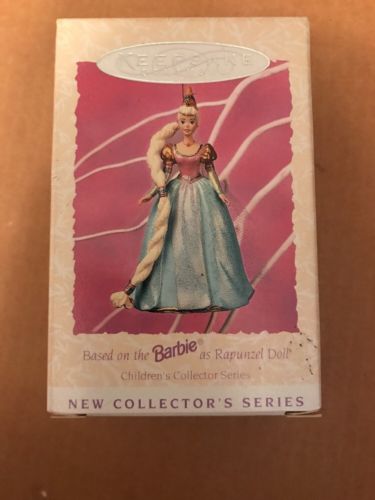 KEEPSAKE
Based on the Barbie® as Rapunzel Doll
Children's Collector Series
NEW COLLECTOR'S SERIES